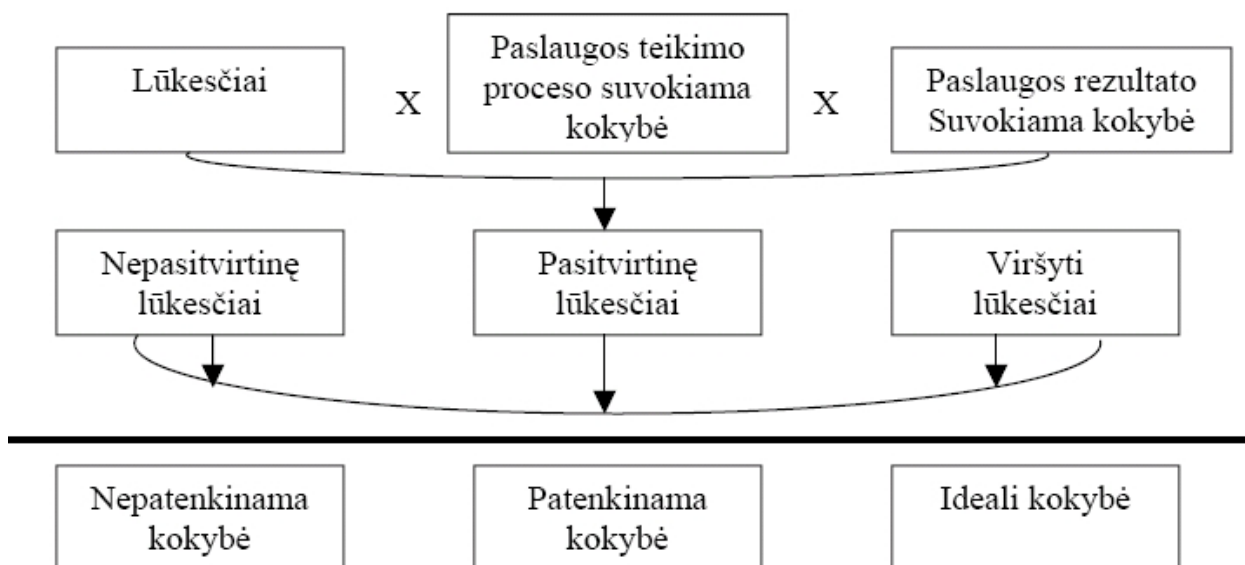 Lūkesčiai
X
Paslaugos teikimo
proceso suvokiama
kokybė
X
Paslaugos rezultato
Suvokiama kokybė
Nepasitvirtinę
lūkesčiai
Pasitvirtinę
lūkesčiai
Viršyti
lūkesčiai
Nepatenkinama
kokybė
Patenkinama
kokybė
Ideali kokybė